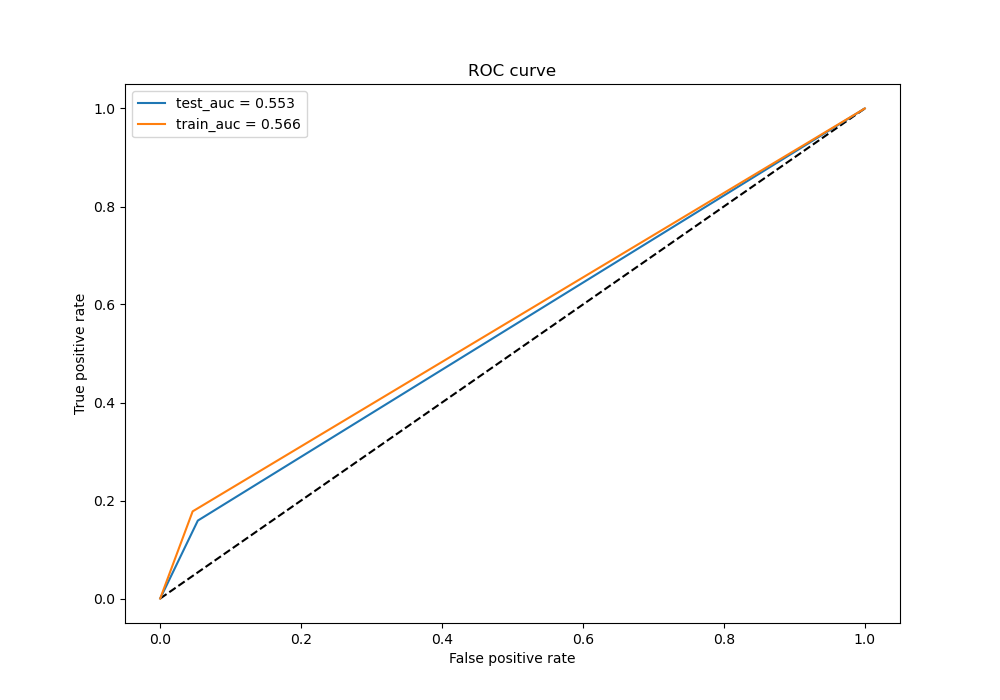 ROC curve
test_auc = 0.553
train_auc = 0.566
True positive rate
1.0
0.8
0.6
0.4
0.2
0.0
0.0 0.2 0.4 0.6 0.8 1.0
False positive rate